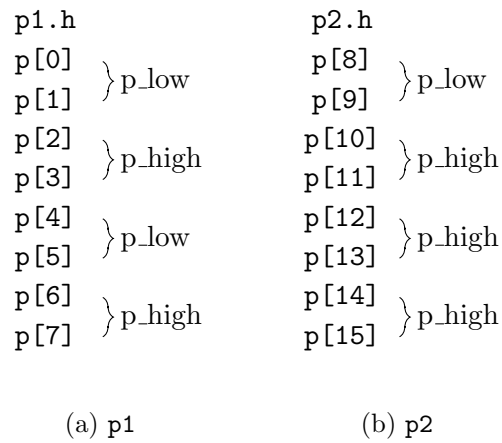 p1.h
p[0]
p[1]
p_low
p[2]
p[3]
p_high
p[4]
p[5]
p_low
p[6]
p[7]
p_high
(a) p1
p2.h
p[8]
p[9]
p_low
p[10]
p[11]
p_high
p[12]
p[13]
p_high
p[14]
p[15]
p_high
(b) p2